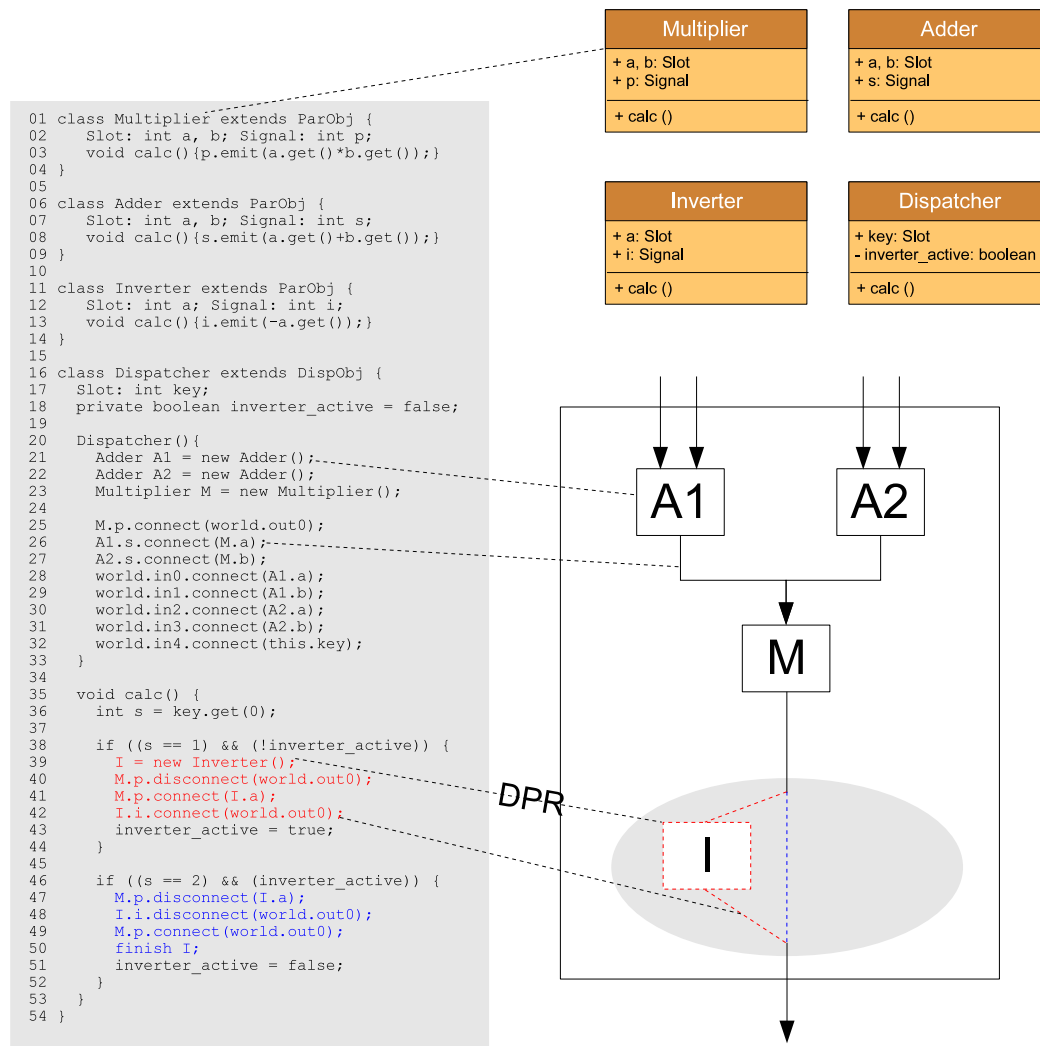 01 class Multiplier extends ParObj {
02    Slot: int a, b; Signal: int p;
03    void calc(){p.emit(a.get()*b.get());}
04 }
05
06 class Adder extends ParObj {
07    Slot: int a, b; Signal: int s;
08    void calc(){s.emit(a.get()+b.get());}
09 }
10
11 class Inverter extends ParObj {
12    Slot: int a; Signal: int i;
13    void calc(){i.emit(-a.get());}
14 }
15
16 class Dispatcher extends DispObj {
17   Slot: int key;
18   private boolean inverter_active = false;
19
20   Dispatcher(){
21     Adder A1 = new Adder();
22     Adder A2 = new Adder();
23     Multiplier M = new Multiplier();
24
25     M.p.connect(world.out0);
26     A1.s.connect(M.a);
27     A2.s.connect(M.b);
28     world.in0.connect(A1.a);
29     world.in1.connect(A1.b);
30     world.in2.connect(A2.a);
31     world.in3.connect(A2.b);
32     world.in4.connect(this.key);
33   }
34
35   void calc() {
36     int s = key.get(0);
37
38     if ((s == 1) && (!inverter_active)) {
39       I = new Inverter();
40       M.p.disconnect(world.out0);
41       M.p.connect(I.a);
42       I.i.connect(world.out0);
43       inverter_active = true;
44     }
45
46     if ((s == 2) && (inverter_active)) {
47       M.p.disconnect(I.a);
48       I.i.disconnect(world.out0);
49       M.p.connect(world.out0);
50       finish I;
51       inverter_active = false;
52     }
53   }
54 }
Multiplier
+ a, b: Slot
+ p: Signal
+ calc ()
Adder
+ a, b: Slot
+ s: Signal
+ calc ()
Inverter
+ a: Slot
+ i: Signal
+ calc ()
Dispatcher
+ key: Slot
- inverter_active: boolean
+ calc ()
A1
A2
M
DPR
I